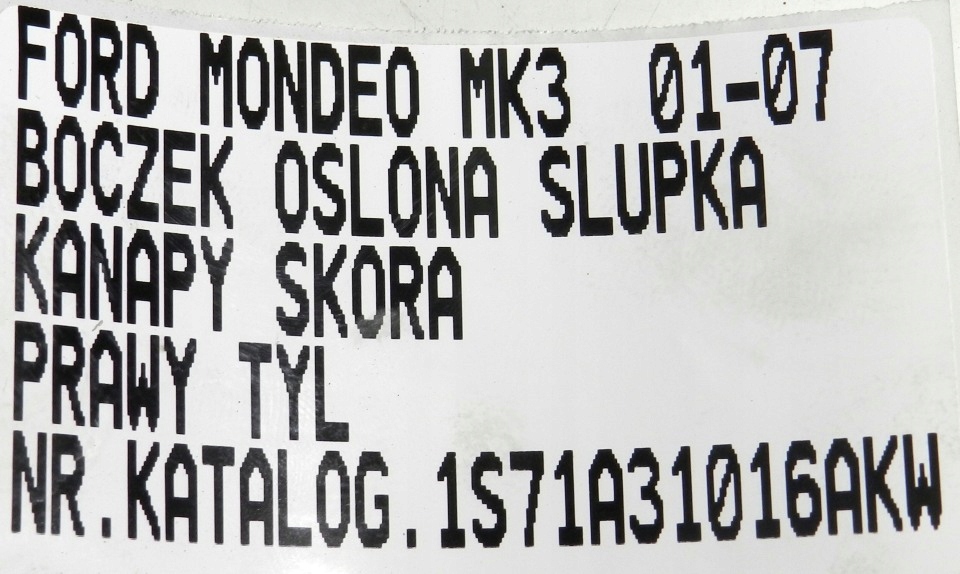 FORD MONDEO MK3 01-07
BOCZEK OSLONA SLUPKA
KANAPY SKORA
PRAWY TYL
NR.KATALOG.1S71A31016AKW